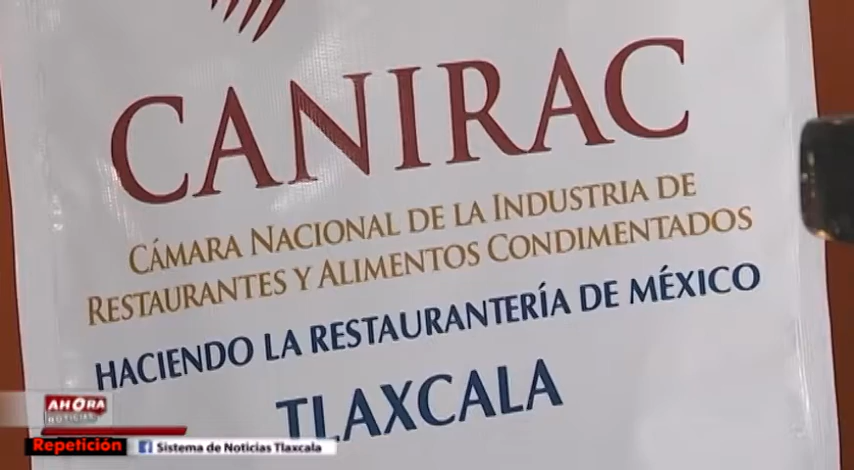 CANIRAC
CÁMARA NACIONAL DE LA INDUSTRIA DE
RESTAURANTES Y ALIMENTOS CONDIMENTADOS
HACIENDO LA RESTAURANTERÍA DE MÉXICO
TLAXCALA
AHORA
NOTICIAS
Repetición
Sistema de Noticias Tlaxcala